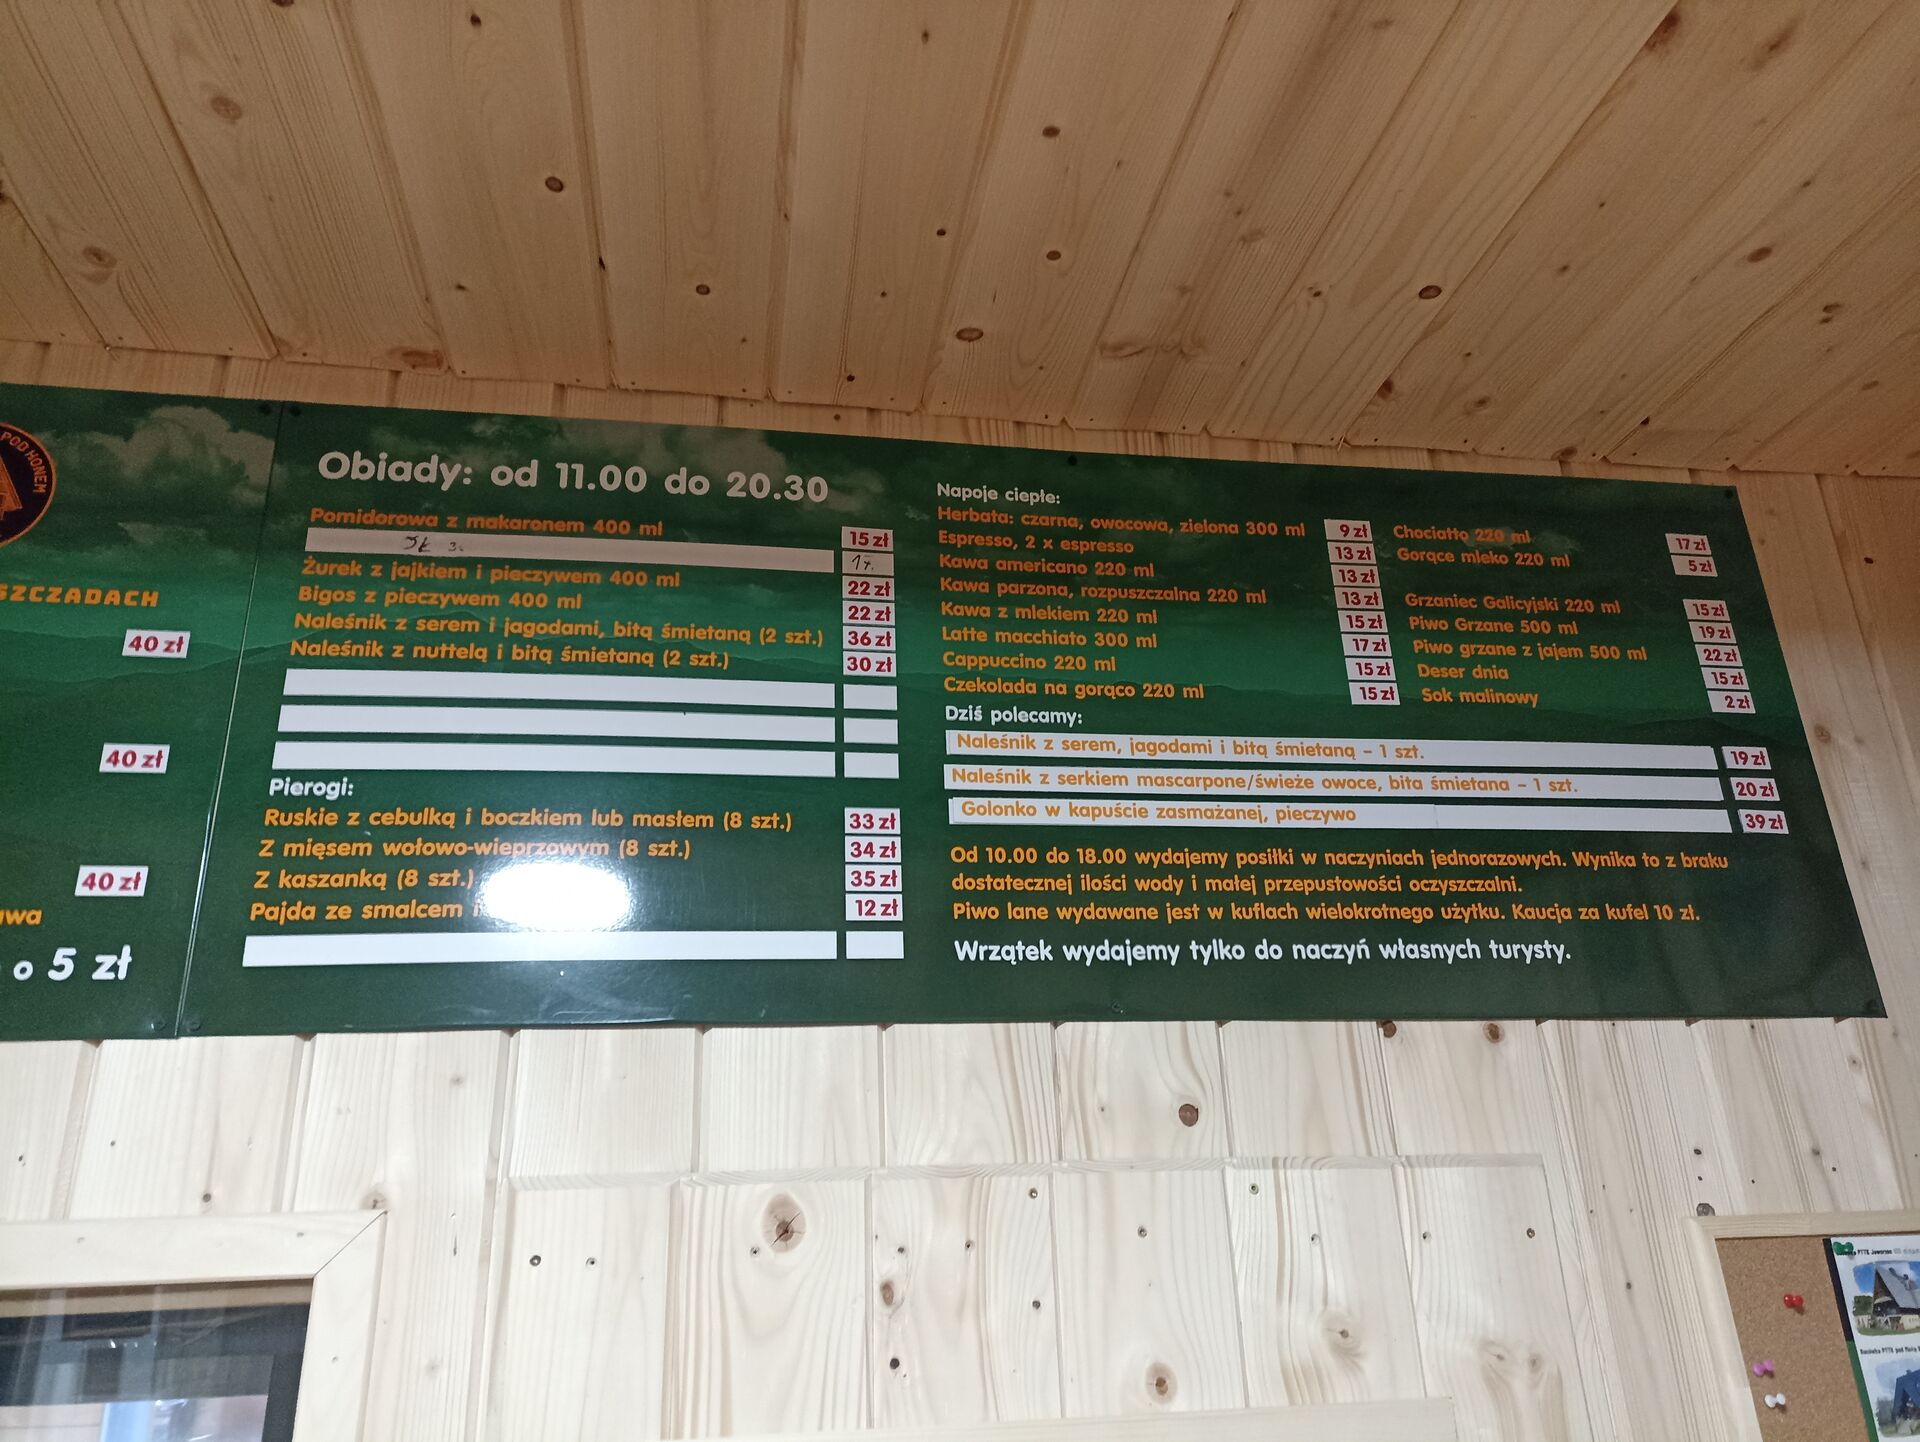 POD HONEM
SZCZADACH
40 zł
40 zł
40 zł
o 5 zł
Obiady: od 11.00 do 20.30
Pomidorowa z makaronem 400 ml 15 zł
Żurek z jajkiem i pieczywem 400 ml 22 zł
Bigos z pieczywem 400 ml 22 zł
Naleśnik z serem i jagodami, bitą śmietaną (2 szt.) 36 zł
Naleśnik z nuttelą i bitą śmietaną (2 szt.) 30 zł
Pierogi:
Ruskie z cebulką i boczkiem lub masłem (8 szt.) 33 zł
Z mięsem wołowo-wieprzowym (8 szt.) 34 zł
Z kaszanką (8 szt.) 35 zł
Pajda ze smalcem i 12 zł
Napoje ciepłe:
Herbata: czarna, owocowa, zielona 300 ml 9 zł
Espresso, 2 x espresso 13 zł
Kawa americano 220 ml 13 zł
Kawa parzona, rozpuszczalna 220 ml 13 zł
Kawa z mlekiem 220 ml 15 zł
Latte macchiato 300 ml 17 zł
Cappuccino 220 ml 15 zł
Czekolada na gorąco 220 ml 15 zł
Chociatto 220 ml 17 zł
Gorące mleko 220 ml 5 zł
Grzaniec Galicyjski 220 ml 15 zł
Piwo Grzane 500 ml 19 zł
Piwo grzane z jajem 500 ml 22 zł
Deser dnia 15 zł
Sok malinowy 2 zł
Dziś polecamy:
Naleśnik z serem, jagodami i bitą śmietaną – 1 szt. 19 zł
Naleśnik z serkiem mascarpone/świeże owoce, bita śmietana – 1 szt. 20 zł
Golonko w kapuście zasmażanej, pieczywo 39 zł
Od 10.00 do 18.00 wydajemy posiłki w naczyniach jednorazowych. Wynika to z braku
dostatecznej ilości wody i małej przepustowości oczyszczalni.
Piwo lane wydawane jest w kuflach wielokrotnego użytku. Kaucja za kufel 10 zł.
Wrzątek wydajemy tylko do naczyń własnych turysty.